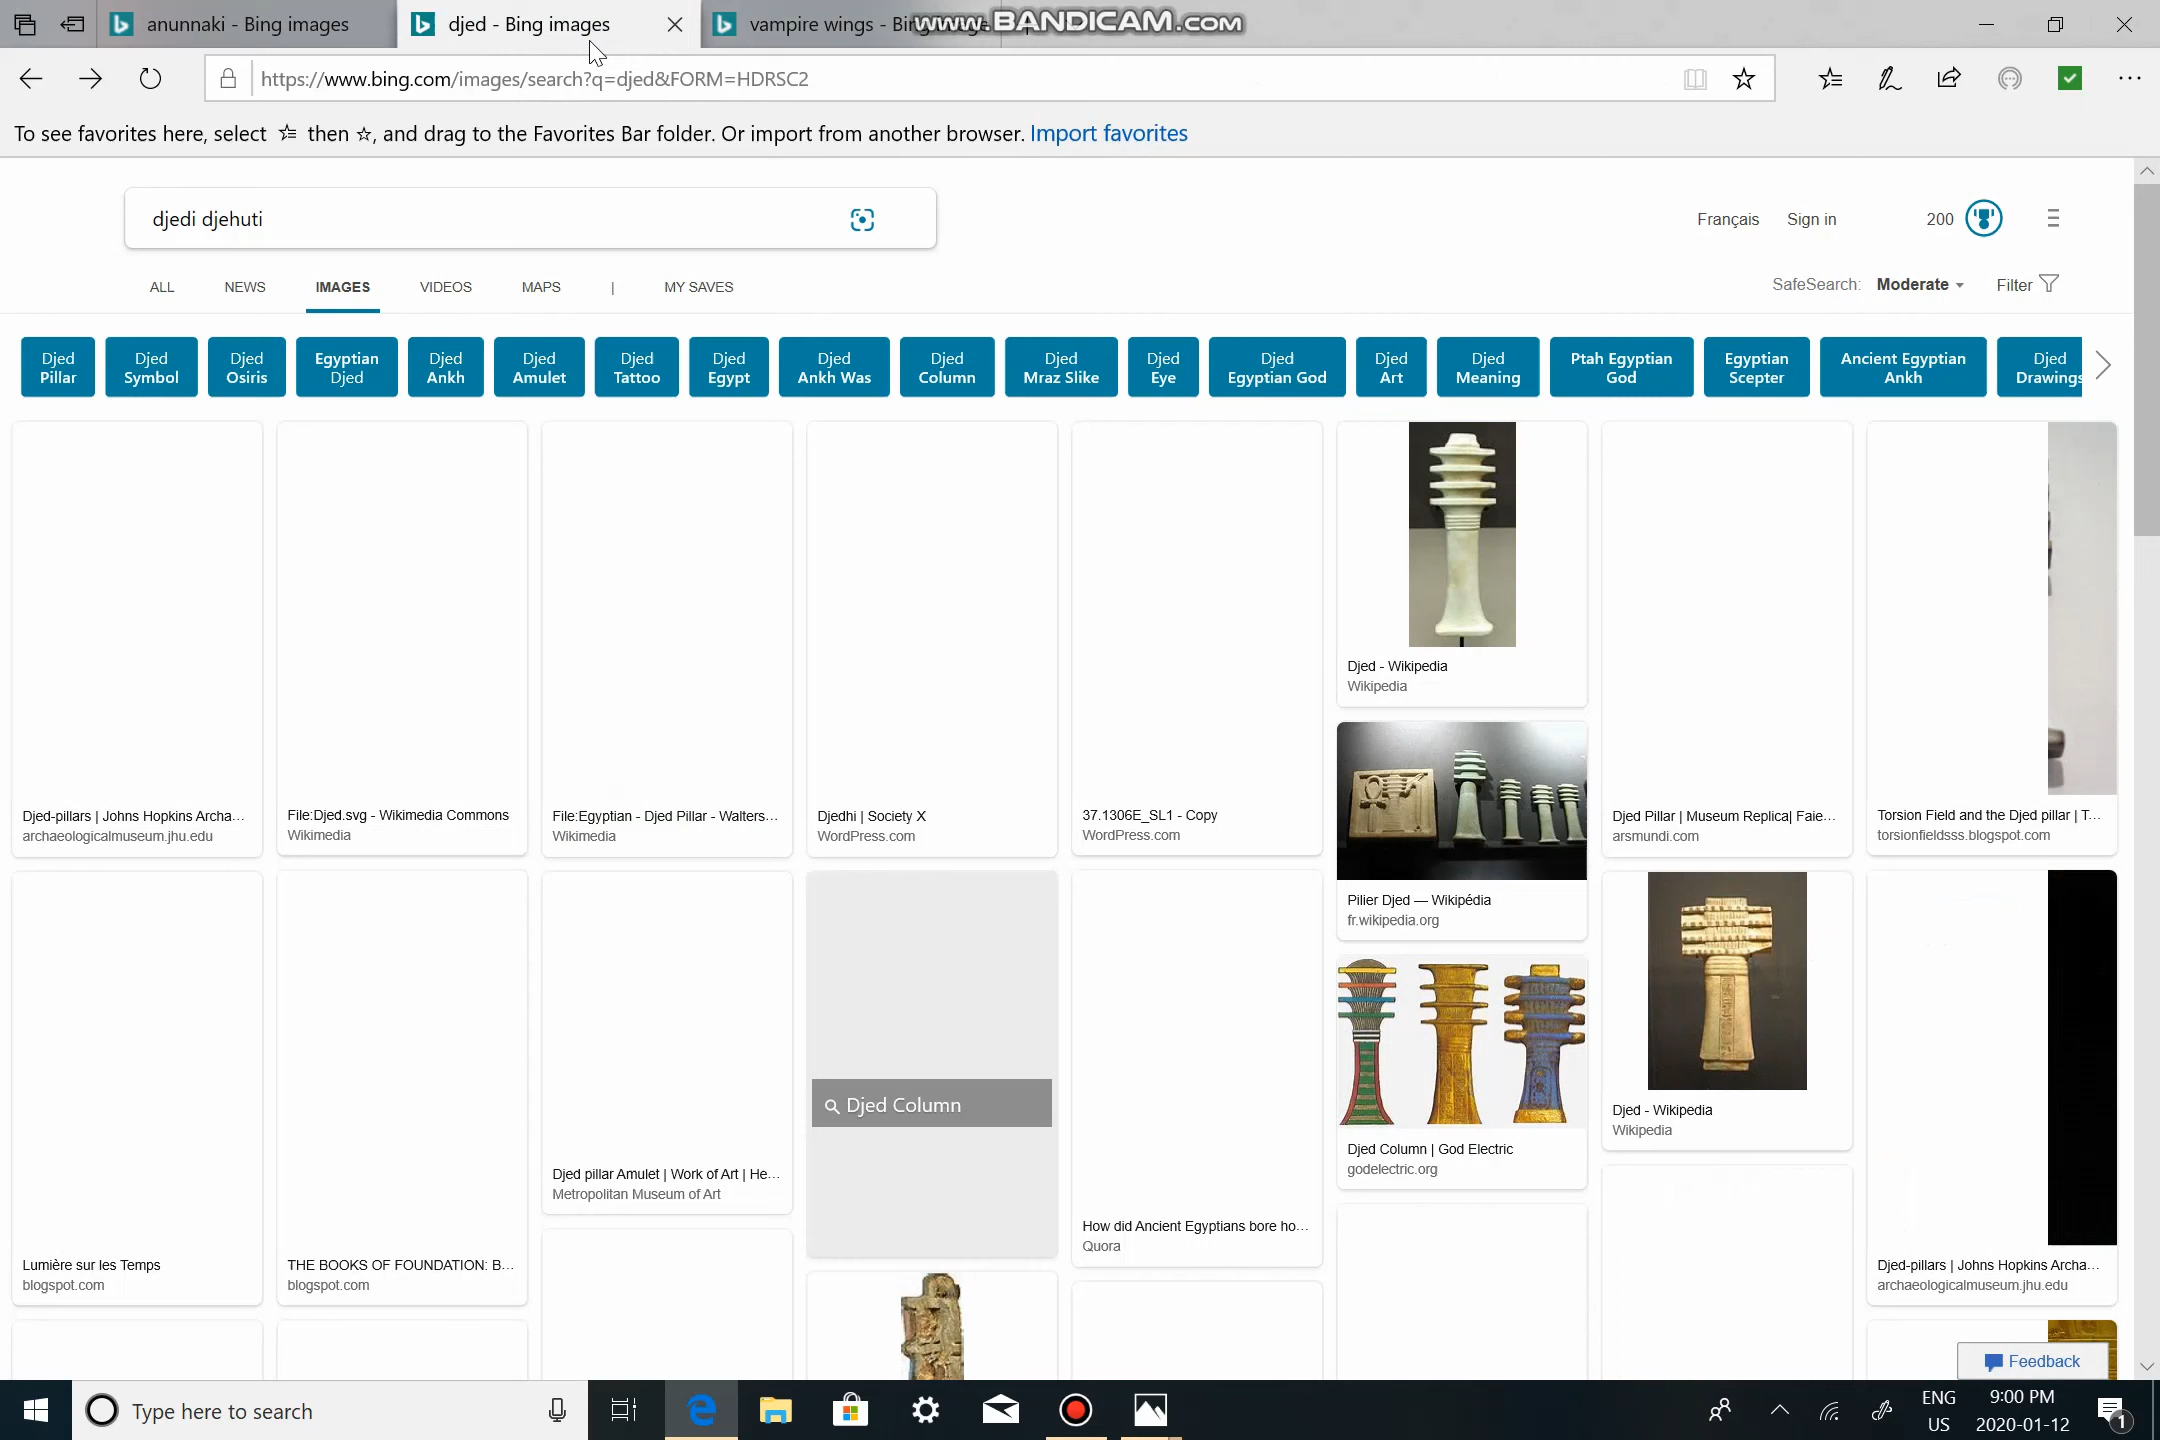 anunnaki - Bing images
djed - Bing images
vampire wings - Bing
www.BANDICAM.com
https://www.bing.com/images/search?q=djed&FORM=HDRSC2
To see favorites here, select then ☆, and drag to the Favorites Bar folder. Or import from another browser. Import favorites
djedi djehuti
Français Sign in 200
ALL NEWS IMAGES VIDEOS MAPS | MY SAVES
SafeSearch: Moderate Filter
Djed Pillar
Djed Symbol
Djed Osiris
Egyptian Djed
Djed Ankh
Djed Amulet
Djed Tattoo
Djed Egypt
Djed Ankh Was
Djed Column
Djed Mraz Slike
Djed Eye
Djed Egyptian God
Djed Art
Djed Meaning
Ptah Egyptian God
Egyptian Scepter
Ancient Egyptian Ankh
Djed Drawings
Djed - Wikipedia
Wikipedia
Djed-pillars | Johns Hopkins Archa...
archaeologicalmuseum.jhu.edu
File:Djed.svg - Wikimedia Commons
Wikimedia
File:Egyptian - Djed Pillar - Walters...
Wikimedia
Djedhi | Society X
WordPress.com
37.1306E_SL1 - Copy
WordPress.com
Pilier Djed — Wikipédia
fr.wikipedia.org
Djed Pillar | Museum Replica| Faie...
arsmundi.com
Torsion Field and the Djed pillar | T...
torsionfieldsss.blogspot.com
Djed Column
Djed pillar Amulet | Work of Art | He...
Metropolitan Museum of Art
Djed Column | God Electric
godelectric.org
Djed - Wikipedia
Wikipedia
Lumière sur les Temps
blogspot.com
THE BOOKS OF FOUNDATION: B...
blogspot.com
How did Ancient Egyptians bore ho...
Quora
Djed-pillars | Johns Hopkins Archa...
archaeologicalmuseum.jhu.edu
Feedback
Type here to search
ENG
US
9:00 PM
2020-01-12
1